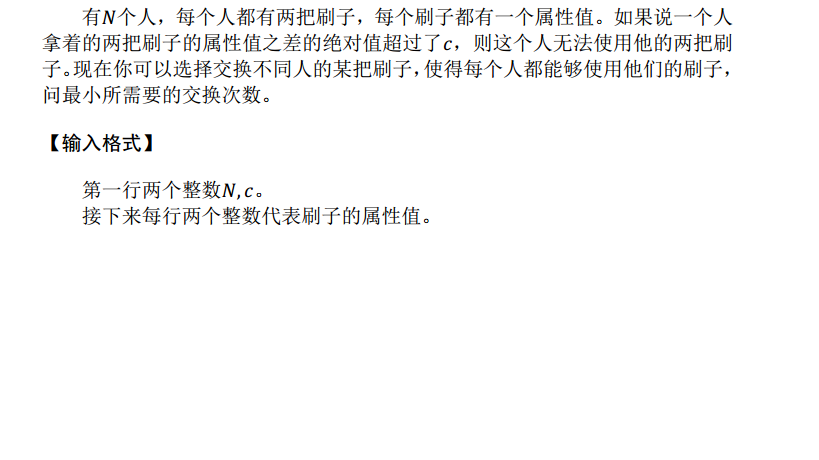 有N个人，每个人都有两把刷子，每个刷子都有一个属性值。如果说一个人
拿着的两把刷子的属性值之差的绝对值超过了c，则这个人无法使用他的两把刷
子。现在你可以选择交换不同人的某把刷子，使得每个人都能够使用他们的刷子，
问最小所需要的交换次数。
【输入格式】
第一行两个整数N,c。
接下来每行两个整数代表刷子的属性值。